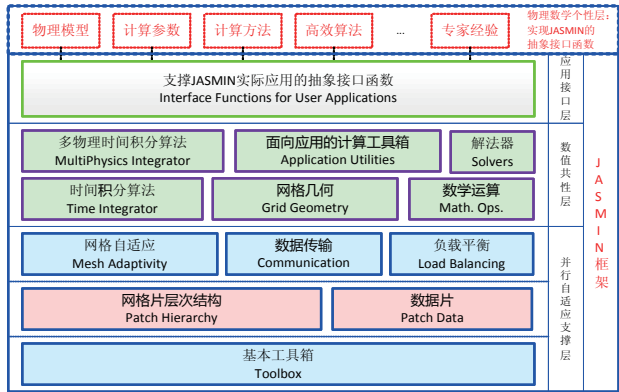 物理模型 计算参数 计算方法 高效算法 … 专家经验
物理数学个性层：
实现JASMIN的
抽象接口函数
支撑JASMIN实际应用的抽象接口函数
Interface Functions for User Applications
应用接口层
多物理时间积分算法
MultiPhysics Integrator
面向应用的计算工具箱
Application Utilities
解法器
Solvers
时间积分算法
Time Integrator
网格几何
Grid Geometry
数学运算
Math. Ops.
数值共性层
网格自适应
Mesh Adaptivity
数据传输
Communication
负载平衡
Load Balancing
网格片层次结构
Patch Hierarchy
数据片
Patch Data
基本工具箱
Toolbox
并行自适应支撑层
JASMIN框架